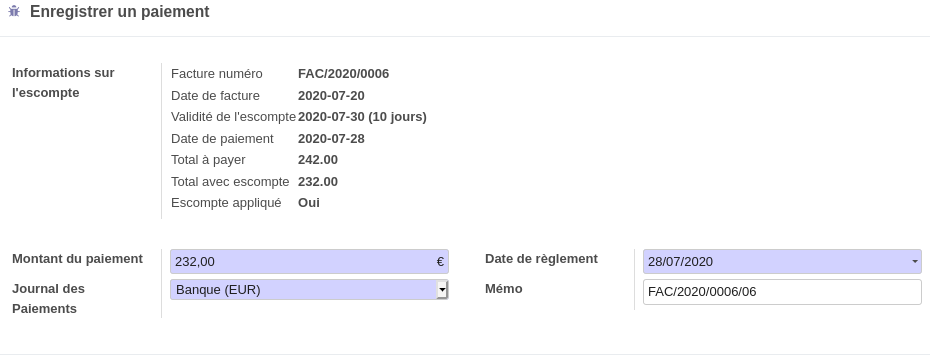 Enregistrer un paiement
Informations sur
l'escompte
Facture numéro FAC/2020/0006
Date de facture 2020-07-20
Validité de l'escompte 2020-07-30 (10 jours)
Date de paiement 2020-07-28
Total à payer 242.00
Total avec escompte 232.00
Escompte appliqué Oui
Montant du paiement 232,00 €
Journal des
Paiements
Banque (EUR)
Date de règlement 28/07/2020
Mémo FAC/2020/0006/06